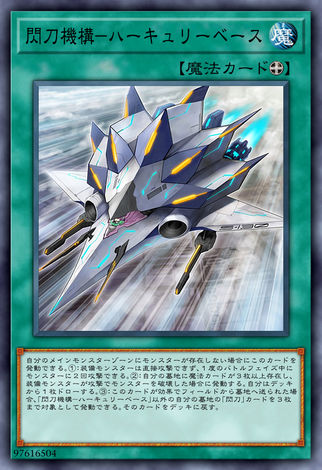 閃刀機構-ハーキュリーベース
魔
【魔法カード】
自分のメインモンスターゾーンにモンスターが存在しない場合にこのカードを
発動できる。①:装備モンスターは直接攻撃できず、1度のバトルフェイズ中にモ
ンスターに2回攻撃できる。②:自分の墓地に魔法カードが3枚以上存在し、
装備モンスターが攻撃でモンスターを破壊した場合に発動する。自分はデッキ
から1枚ドローする。③:このカードが効果でフィールドから墓地へ送られた場
合、「閃刀機構-ハーキュリーベース」以外の自分の墓地の「閃刀」カードを3枚
まで対象として発動できる。そのカードをデッキに戻す。
97616504